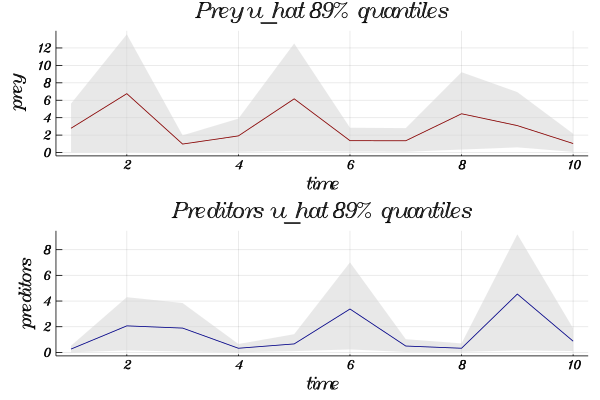 Prey u_hat 89% quantiles
prey
12
10
8
6
4
2
0
2 4 6 8 10
time
Preditors u_hat 89% quantiles
preditors
8
6
4
2
0
2 4 6 8 10
time